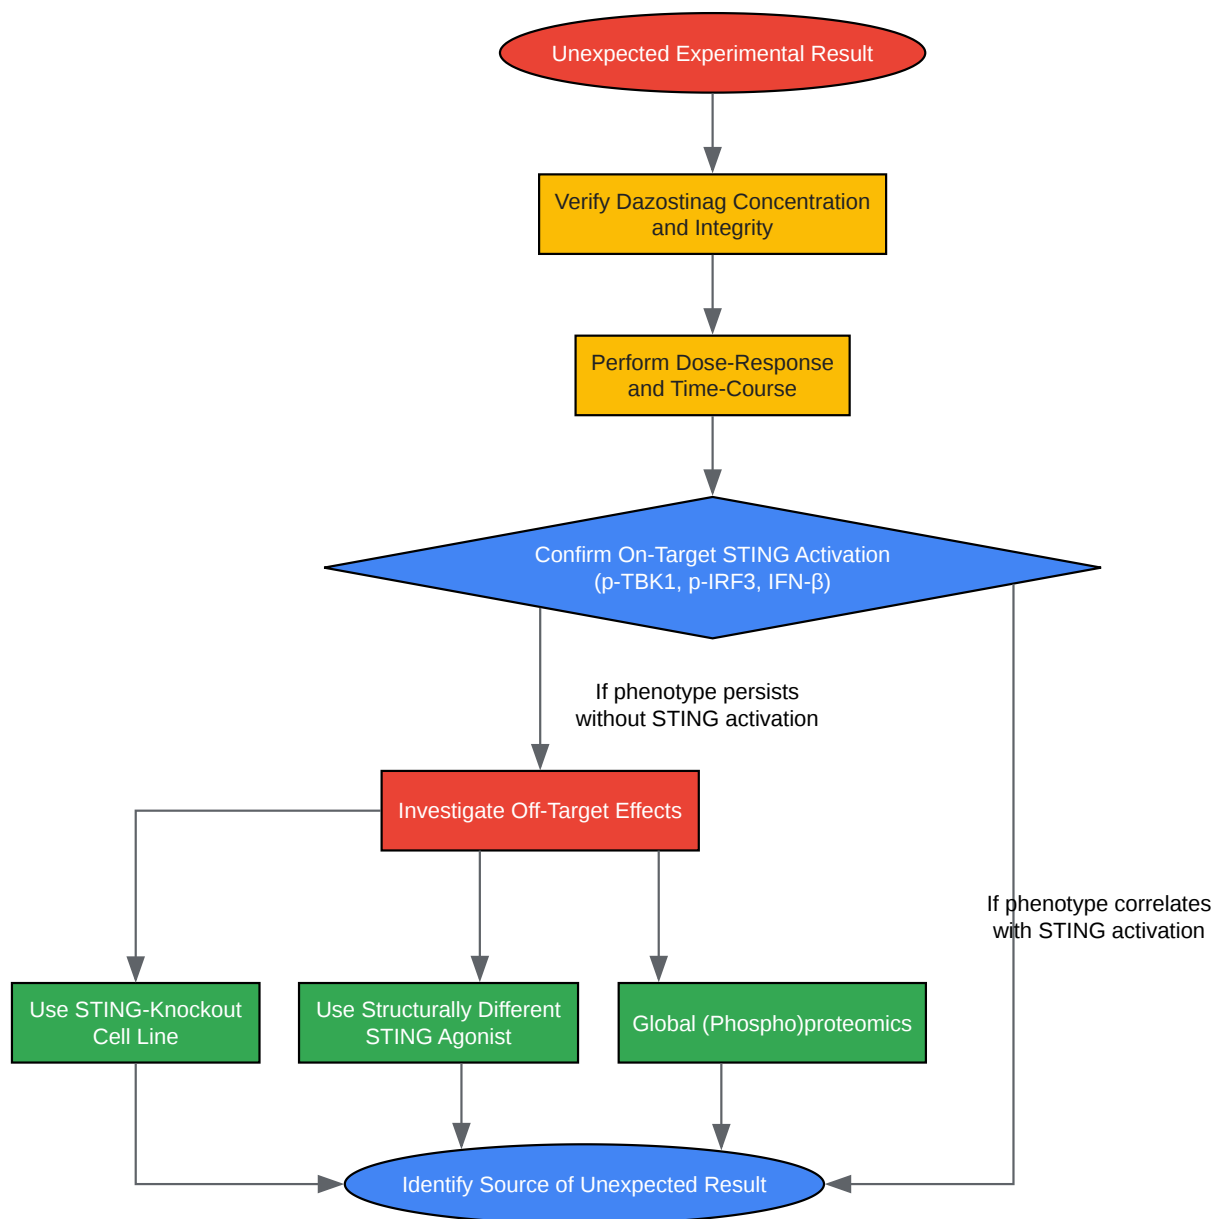 Unexpected Experimental Result
Verify Dazostinag Concentration
and Integrity
Perform Dose-Response
and Time-Course
Confirm On-Target STING Activation
(p-TBK1, p-IRF3, IFN-β)
If phenotype persists
without STING activation
Investigate Off-Target Effects
If phenotype correlates
with STING activation
Use STING-Knockout
Cell Line
Use Structurally Different
STING Agonist
Global (Phospho)proteomics
Identify Source of Unexpected Result